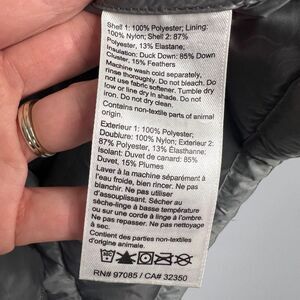 Shell 1: 100% Polyester; Lining:
100% Nylon; Shell 2: 87%
Polyester, 13% Elastane;
Insulation: Duck Down: 85% Down
Cluster, 15% Feathers
Machine wash cold separately,
rinse thoroughly. Do not bleach. Do
not use fabric softener. Tumble dry
low or line dry in shade. Do not iron.
Do not dry clean.
Contains non-textile parts of animal
origin.
Exterieur 1: 100% Polyester;
Doublure: 100% Nylon; Exterieur 2:
87% Polyester, 13% Élasthanne;
Isolant: Duvet de canard: 85%
Duvet, 15% Plumes
Laver à la machine séparément à
l'eau froide, bien rincer. Ne pas
blanchir. Ne pas utiliser
d'assouplissant. Sécher au
sèche-linge à basse température
ou sur une corde à linge à l'ombre.
Ne pas repasser. Ne pas nettoyer
à sec.
Contient des parties non-textiles
d'origine animale.
RN# 97085 / CA# 32350